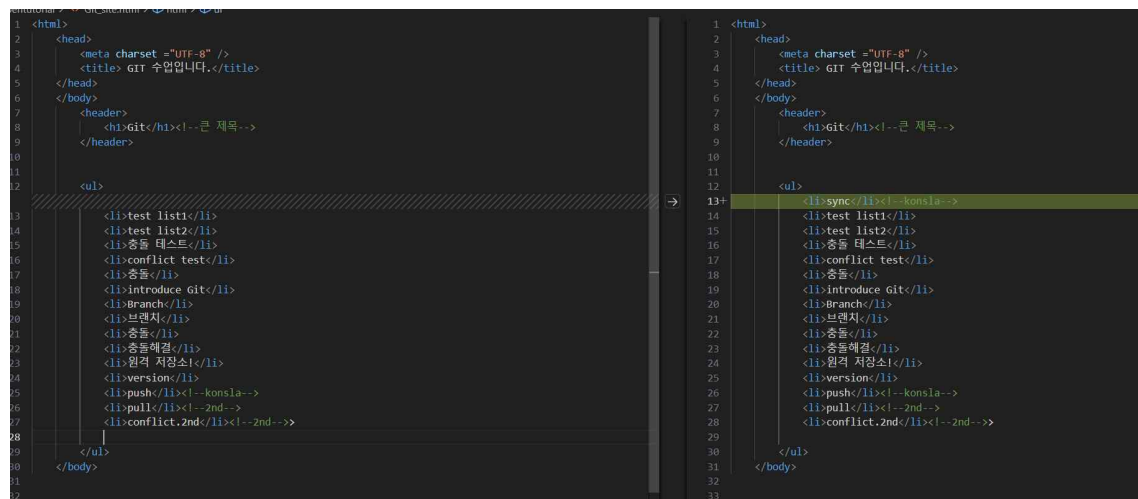 Git_site.html > html > ul
1 <html>
2 <head>
3 <meta charset ="UTF-8" />
4 <title> GIT 수업입니다.</title>
5 </head>
6 </body>
7 <header>
8 <h1>Git</h1><!--큰 제목-->
9 </header>
10
11
12 <ul>
13 <li>test list1</li>
14 <li>test list2</li>
15 <li>충돌 테스트</li>
16 <li>conflict test</li>
17 <li>충돌</li>
18 <li>introduce Git</li>
19 <li>Branch</li>
20 <li>브랜치</li>
21 <li>충돌</li>
22 <li>충돌해결</li>
23 <li>원격 저장소!</li>
24 <li>version</li>
25 <li>push</li><!--konsla-->
26 <li>pull</li><!--2nd-->
27 <li>conflict.2nd</li><!--2nd-->>
28
29 </ul>
30 </body>
31
32
1 <html>
2 <head>
3 <meta charset ="UTF-8" />
4 <title> GIT 수업입니다.</title>
5 </head>
6 </body>
7 <header>
8 <h1>Git</h1><!--큰 제목-->
9 </header>
10
11
12 <ul>
13+ <li>sync</li><!--konsla-->
14 <li>test list1</li>
15 <li>test list2</li>
16 <li>충돌 테스트</li>
17 <li>conflict test</li>
18 <li>충돌</li>
19 <li>introduce Git</li>
20 <li>Branch</li>
21 <li>브랜치</li>
22 <li>충돌</li>
23 <li>충돌해결</li>
24 <li>원격 저장소!</li>
25 <li>version</li>
26 <li>push</li><!--konsla-->
27 <li>pull</li><!--2nd-->
28 <li>conflict.2nd</li><!--2nd-->>
29
30 </ul>
31 </body>
32
33